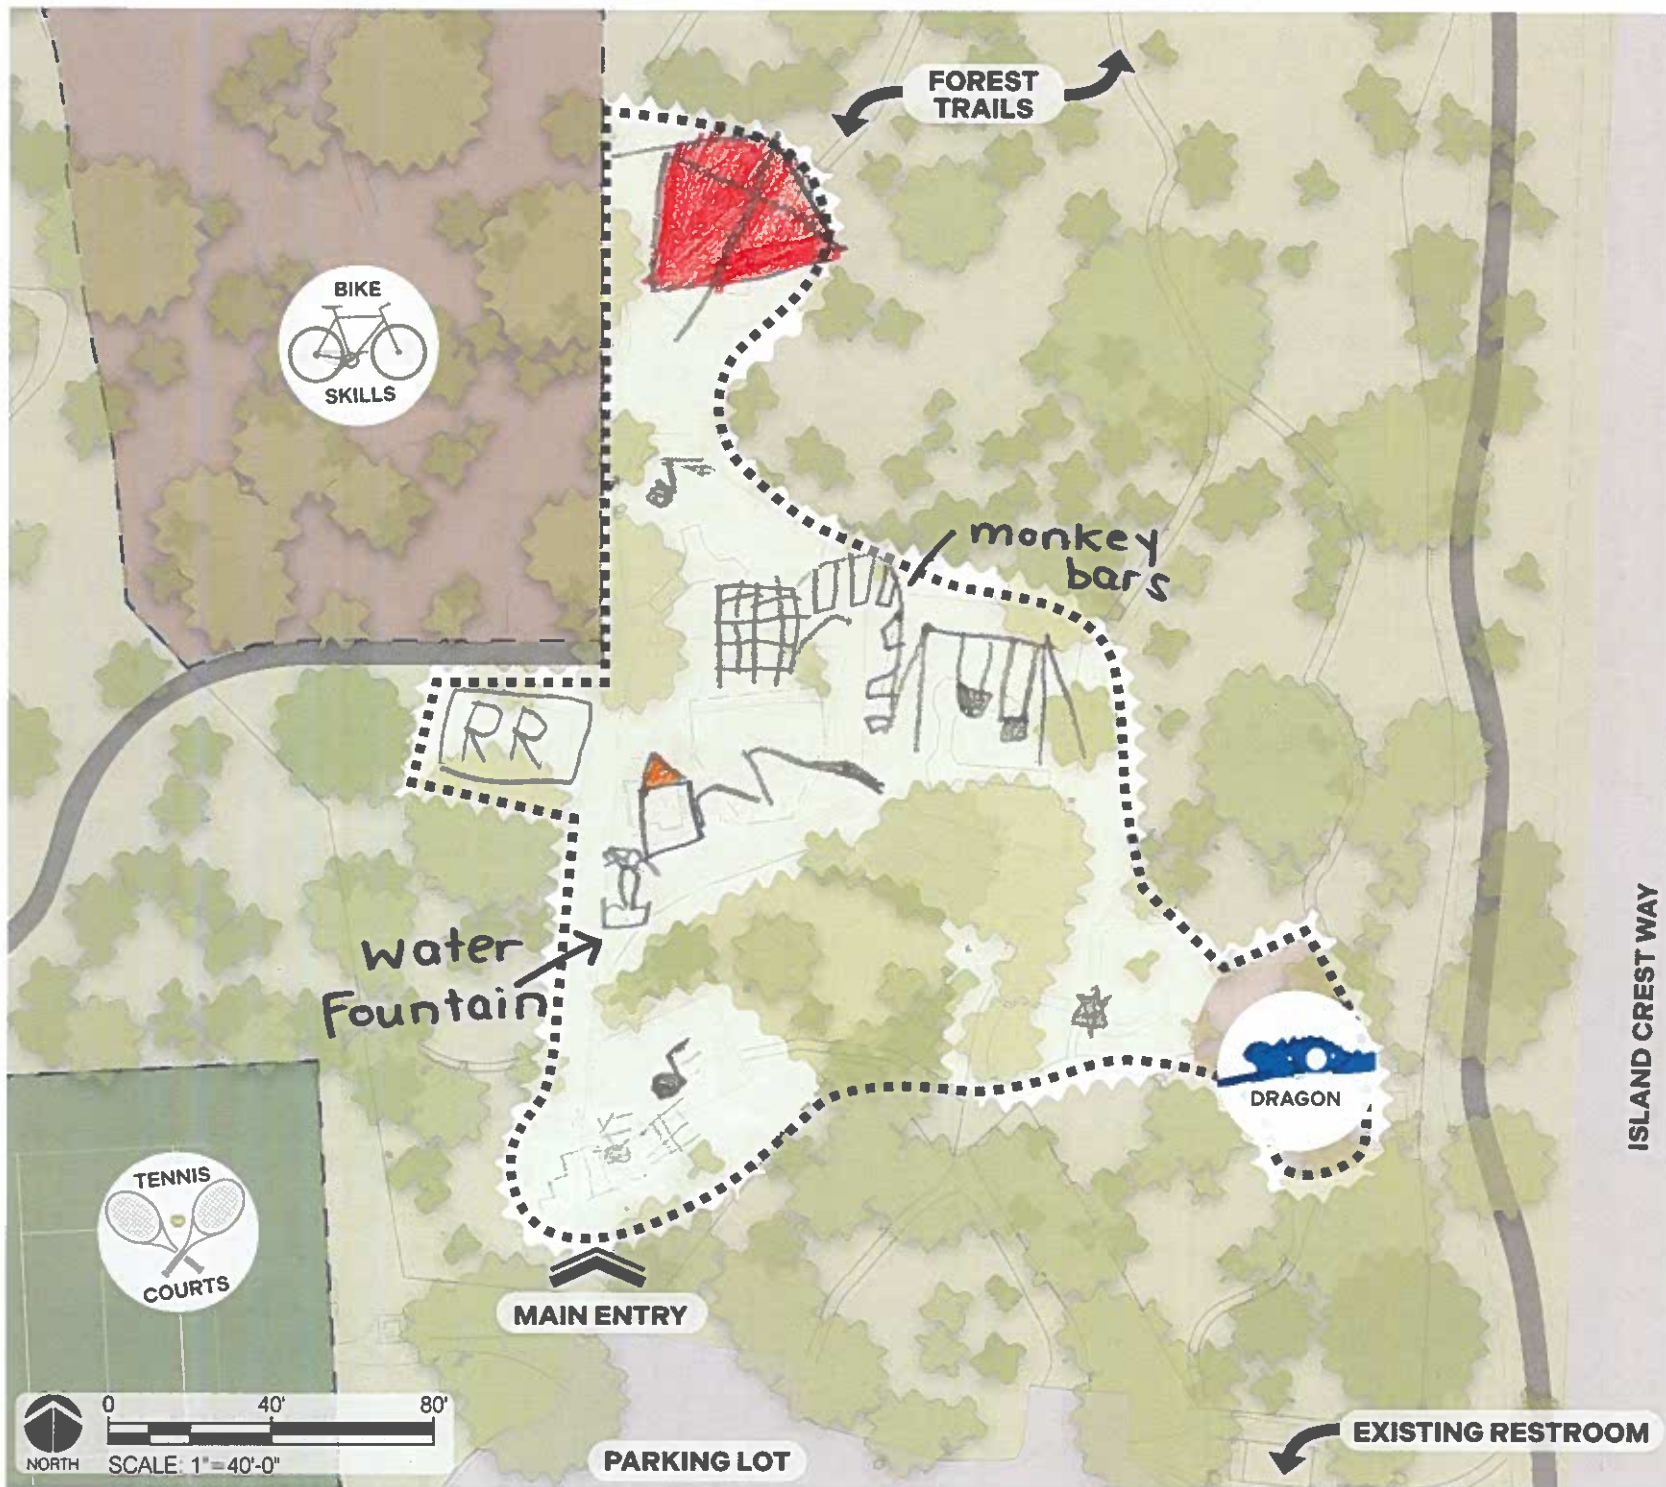 FOREST
TRAILS
BIKE
SKILLS
monkey
bars
RR
Water
Fountain
DRAGON
ISLAND CREST WAY
TENNIS
COURTS
MAIN ENTRY
0 40' 80'
NORTH
SCALE: 1"=40'-0"
PARKING LOT
EXISTING RESTROOM